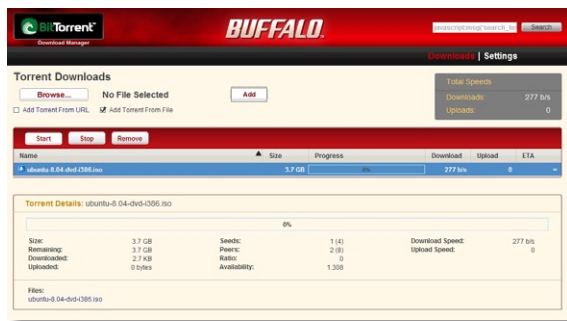 BitTorrent
Download Manager
BUFFALO.
Search
Downloads | Settings
Torrent Downloads
Browse... No File Selected Add
Add Torrent From URL Add Torrent From File
Total Speeds
Downloads: 277 b/s
Uploads: 0
Start Stop Remove
Name Size Progress Download Upload ETA
ubuntu-8.04-dvd-i386.iso 3.7 GB 0% 277 b/s 0
Torrent Details: ubuntu-8.04-dvd-i386.iso
0%
Size: 3.7 GB Seeds: 1 (4) Download Speed: 277 b/s
Remaining: 3.7 GB Peers: 2 (8) Upload Speed: 0
Downloaded: 2.7 KB Ratio: 0
Uploaded: 0 bytes Availability: 1.308
Files:
ubuntu-8.04-dvd-i386.iso